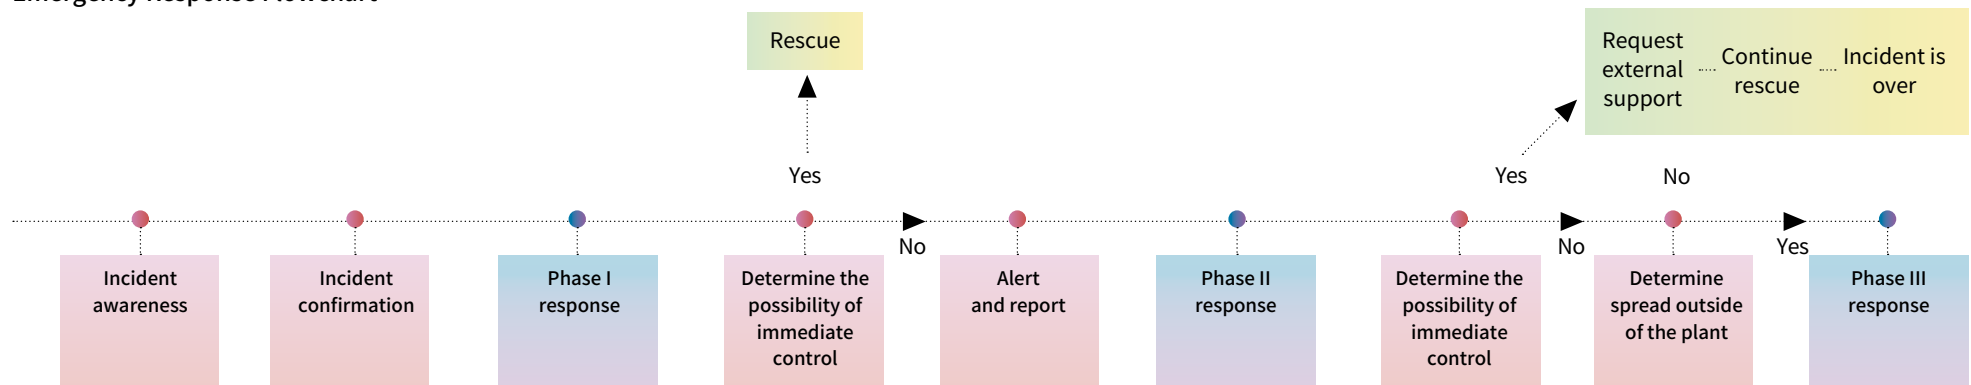 Emergency Response Flowchart
Rescue
Request
external
support
Continue
rescue
Incident is
over
Yes
Yes
No
No
No
Yes
Incident
awareness
Incident
confirmation
Phase I
response
Determine the
possibility of
immediate
control
Alert
and report
Phase II
response
Determine the
possibility of
immediate
control
Determine
spread outside
of the plant
Phase III
response